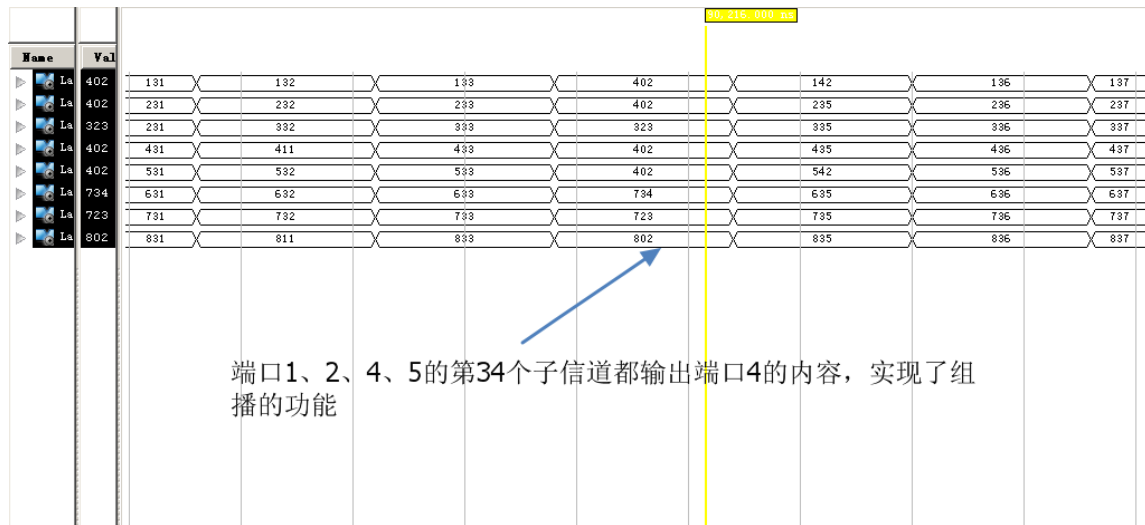 Name Val
La 402 131 132 133 402 142 136 137
La 402 231 232 233 402 235 236 237
La 323 231 332 333 323 335 336 337
La 402 431 411 433 402 435 436 437
La 402 531 532 533 402 542 536 537
La 734 631 632 633 734 635 636 637
La 723 731 732 733 723 735 736 737
La 802 831 811 833 802 835 836 837
端口1、2、4、5的第34个子信道都输出端口4的内容，实现了组
播的功能